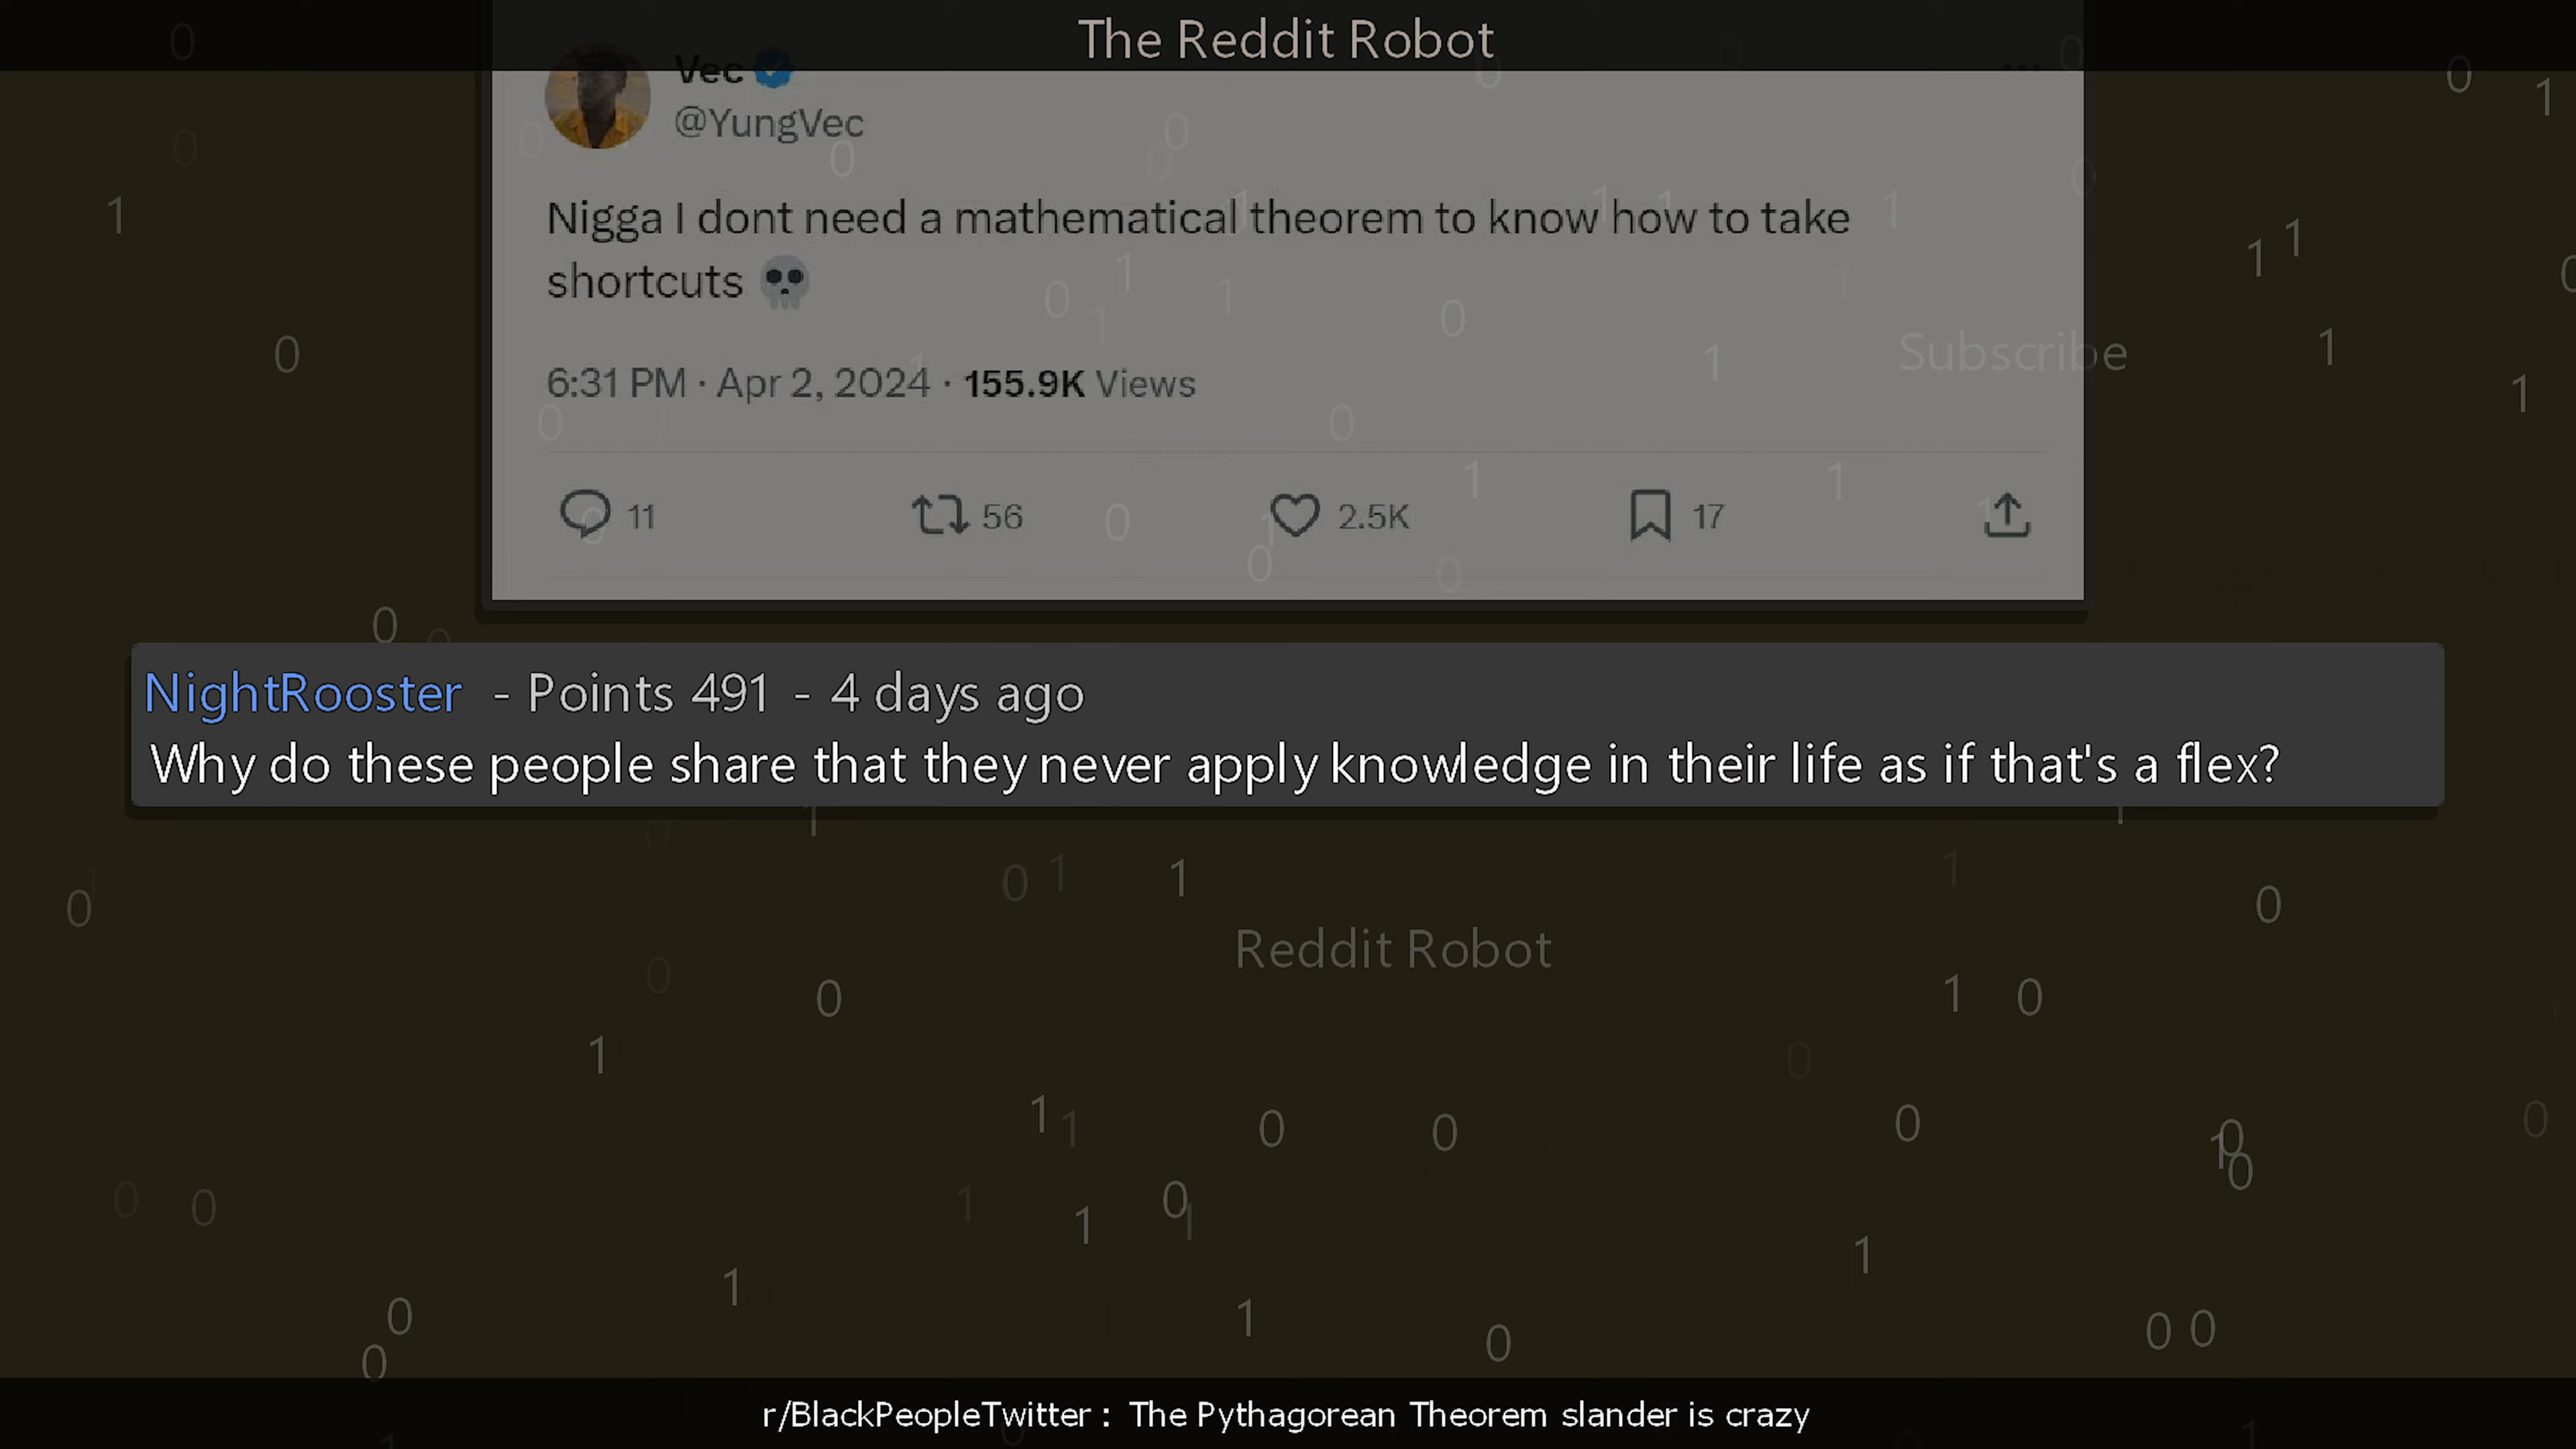 The Reddit Robot
Vec
@YungVec
Nigga I dont need a mathematical theorem to know how to take
shortcuts 💀
6:31 PM · Apr 2, 2024 · 155.9K Views
11 56 2.5K 17
Subscribe
NightRooster - Points 491 - 4 days ago
Why do these people share that they never apply knowledge in their life as if that's a flex?
Reddit Robot
r/BlackPeopleTwitter : The Pythagorean Theorem slander is crazy